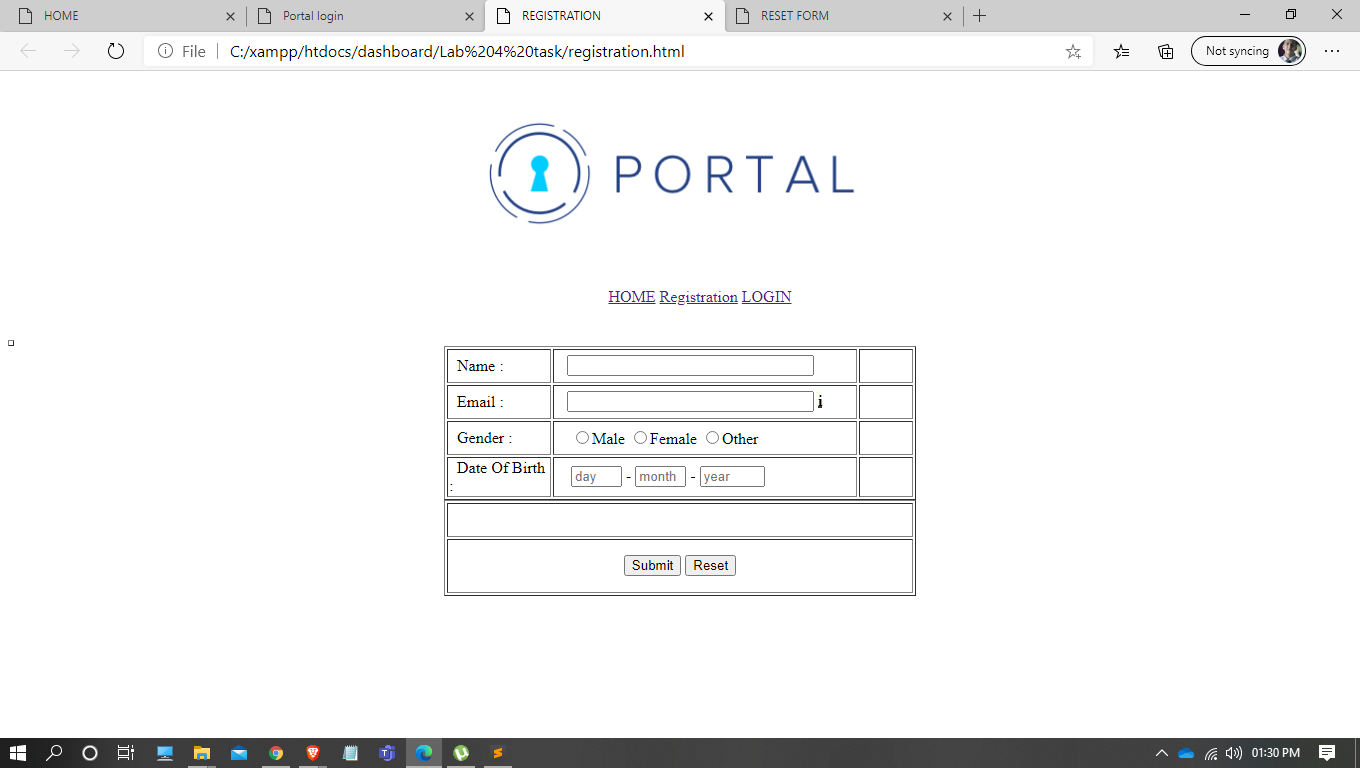 HOME Portal login REGISTRATION RESET FORM
File C:/xampp/htdocs/dashboard/Lab%204%20task/registration.html Not syncing
PORTAL
HOME Registration LOGIN
Name :
Email : i
Gender : Male Female Other
Date Of Birth
: day - month - year
Submit Reset
01:30 PM